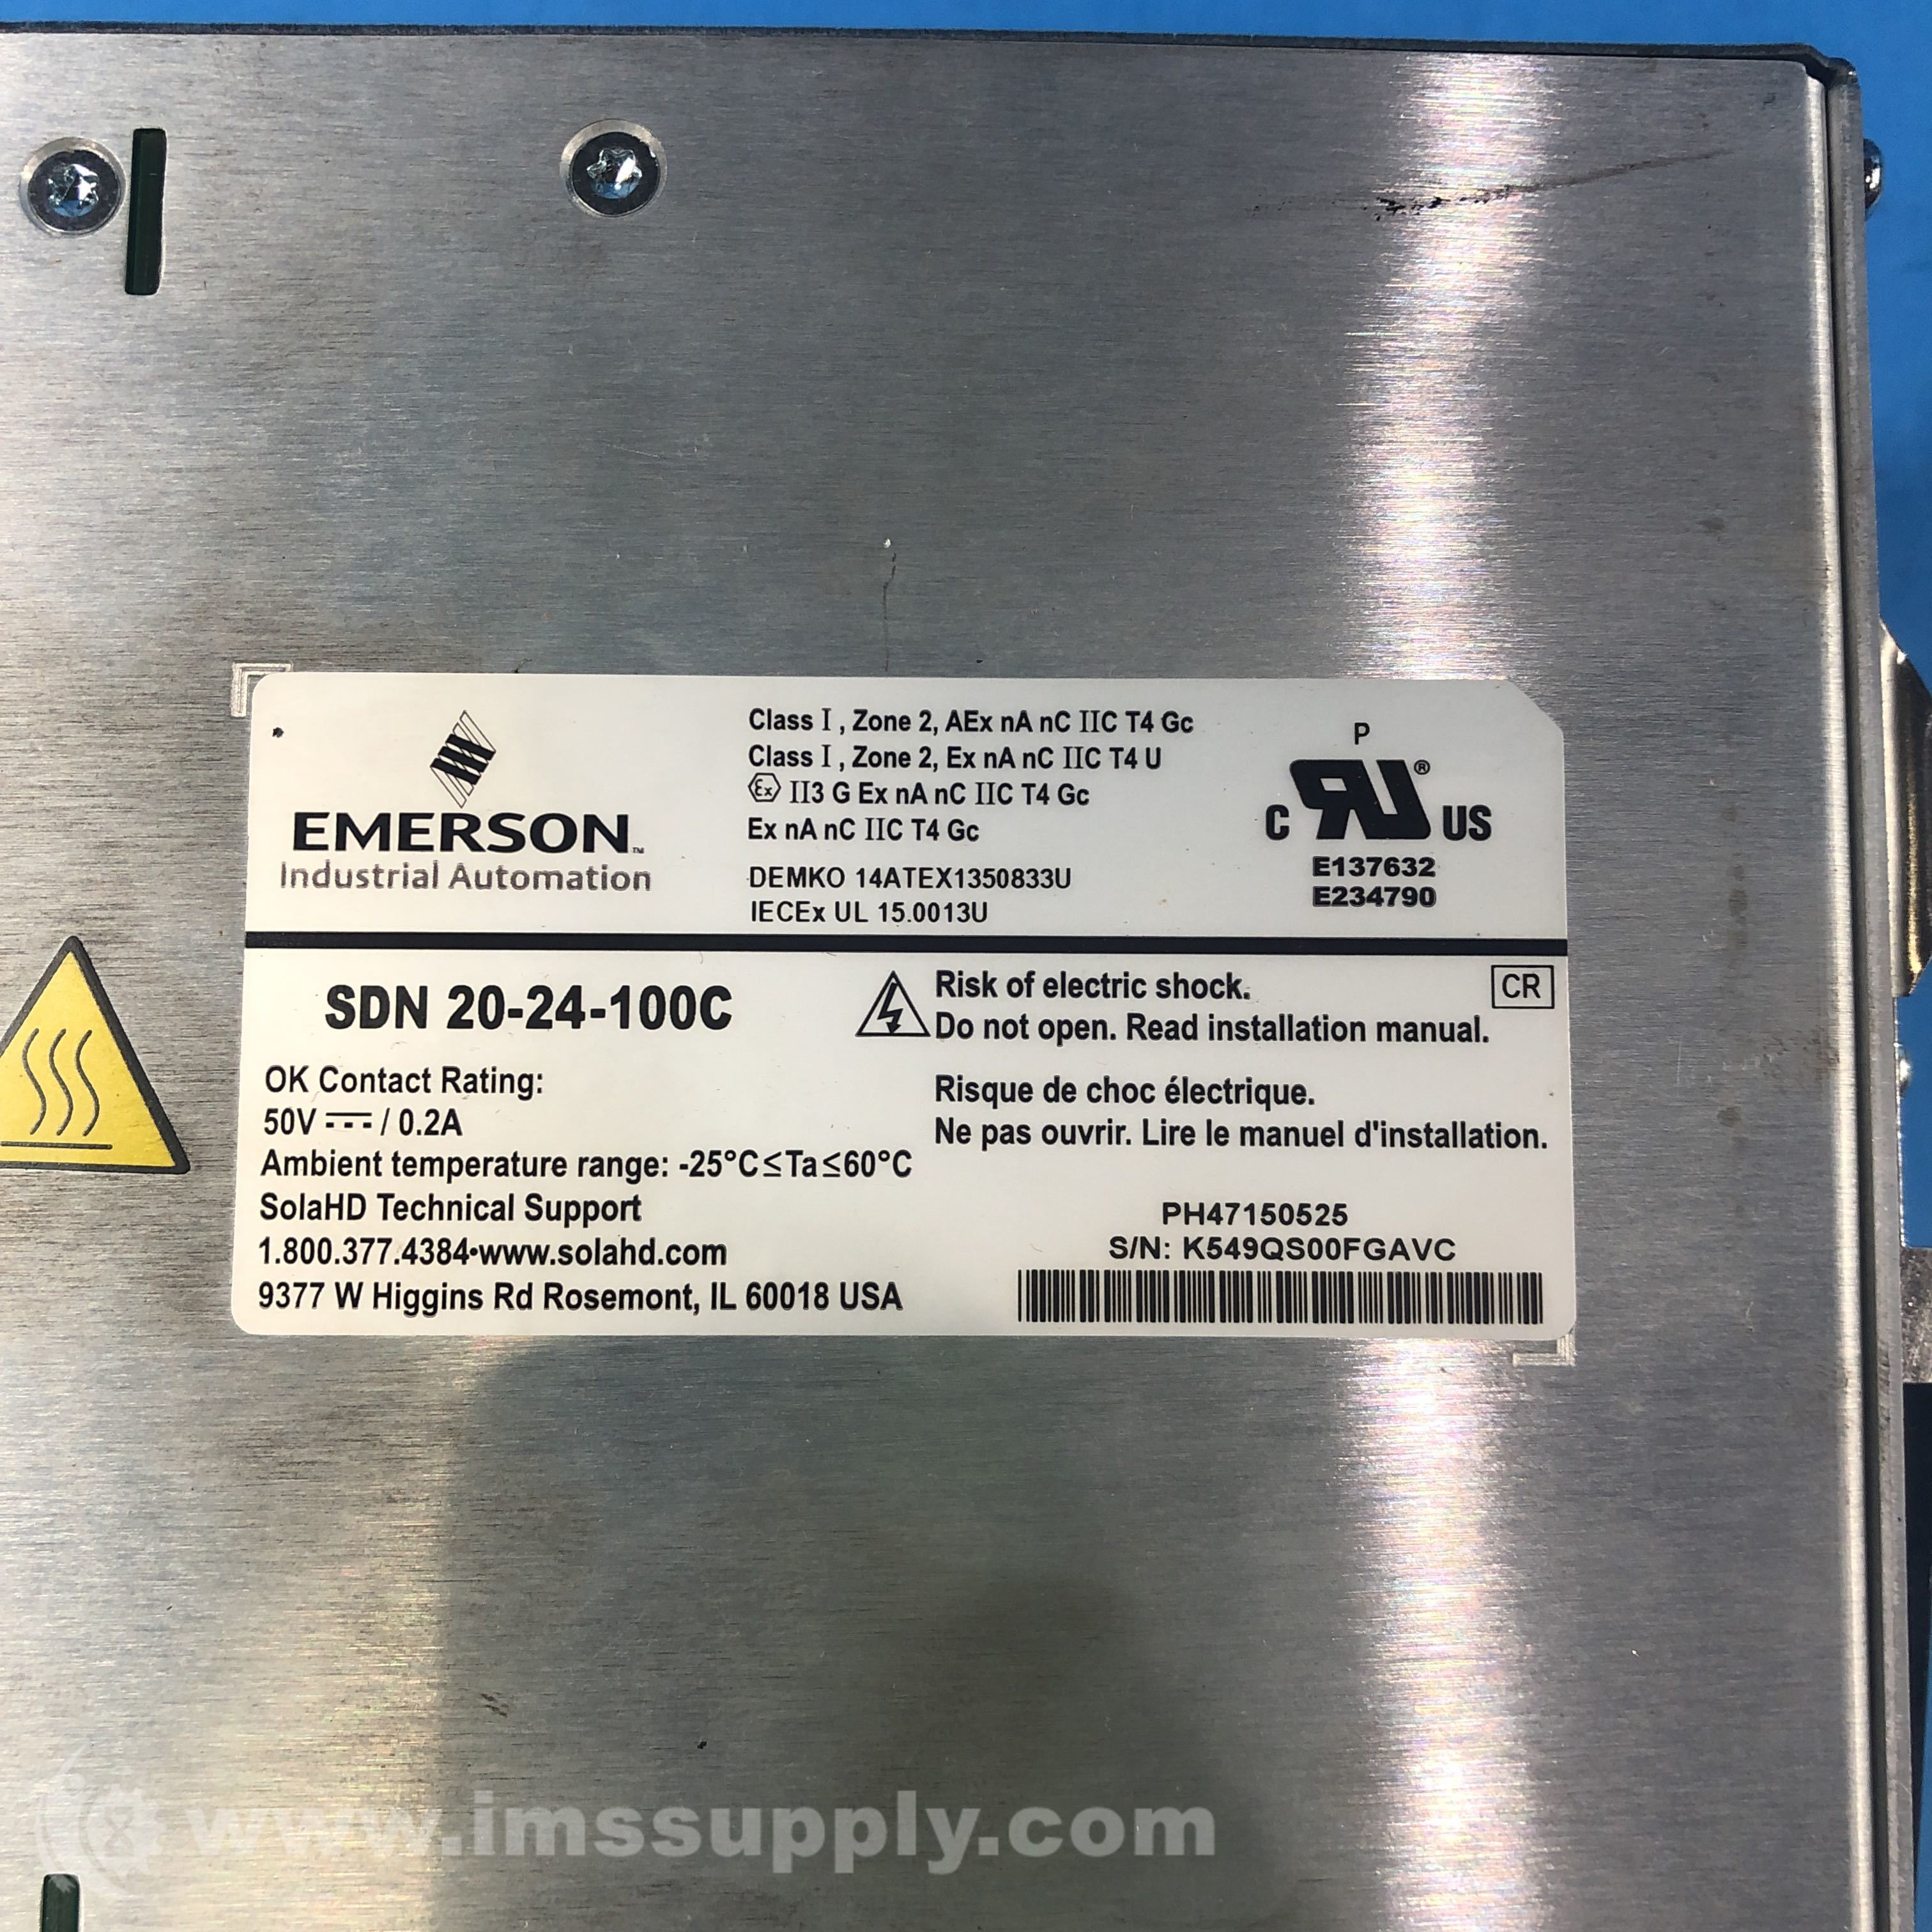 EMERSON™
Industrial Automation
Class I , Zone 2, AEx nA nC IIC T4 Gc
Class I , Zone 2, Ex nA nC IIC T4 U
Ex II3 G Ex nA nC IIC T4 Gc
Ex nA nC IIC T4 Gc
DEMKO 14ATEX1350833U
IECEx UL 15.0013U
P
C RU® US
E137632
E234790
SDN 20-24-100C
OK Contact Rating:
50V ⎓ / 0.2A
Ambient temperature range: -25°C≤Ta≤60°C
SolaHD Technical Support
1.800.377.4384•www.solahd.com
9377 W Higgins Rd Rosemont, IL 60018 USA
Risk of electric shock.
Do not open. Read installation manual.
CR
Risque de choc électrique.
Ne pas ouvrir. Lire le manuel d'installation.
PH47150525
S/N: K549QS00FGAVC
www.imssupply.com